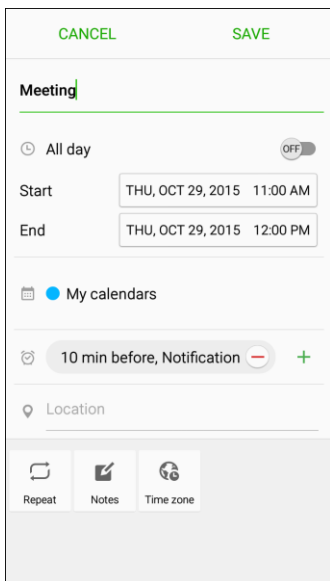 CANCEL SAVE
Meeting
All day OFF
Start THU, OCT 29, 2015 11:00 AM
End THU, OCT 29, 2015 12:00 PM
My calendars
10 min before, Notification
Location
Repeat Notes Time zone